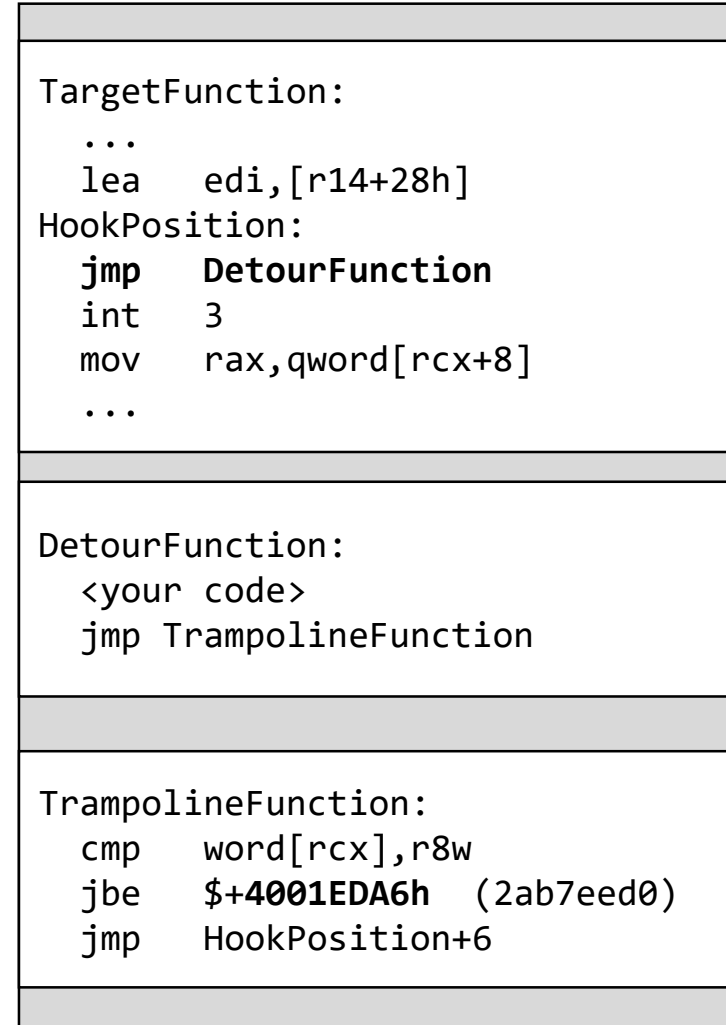 TargetFunction:
...
lea edi,[r14+28h]
HookPosition:
jmp DetourFunction
int 3
mov rax,qword[rcx+8]
...
DetourFunction:
<your code>
jmp TrampolineFunction
TrampolineFunction:
cmp word[rcx],r8w
jbe $+4001EDA6h (2ab7eed0)
jmp HookPosition+6